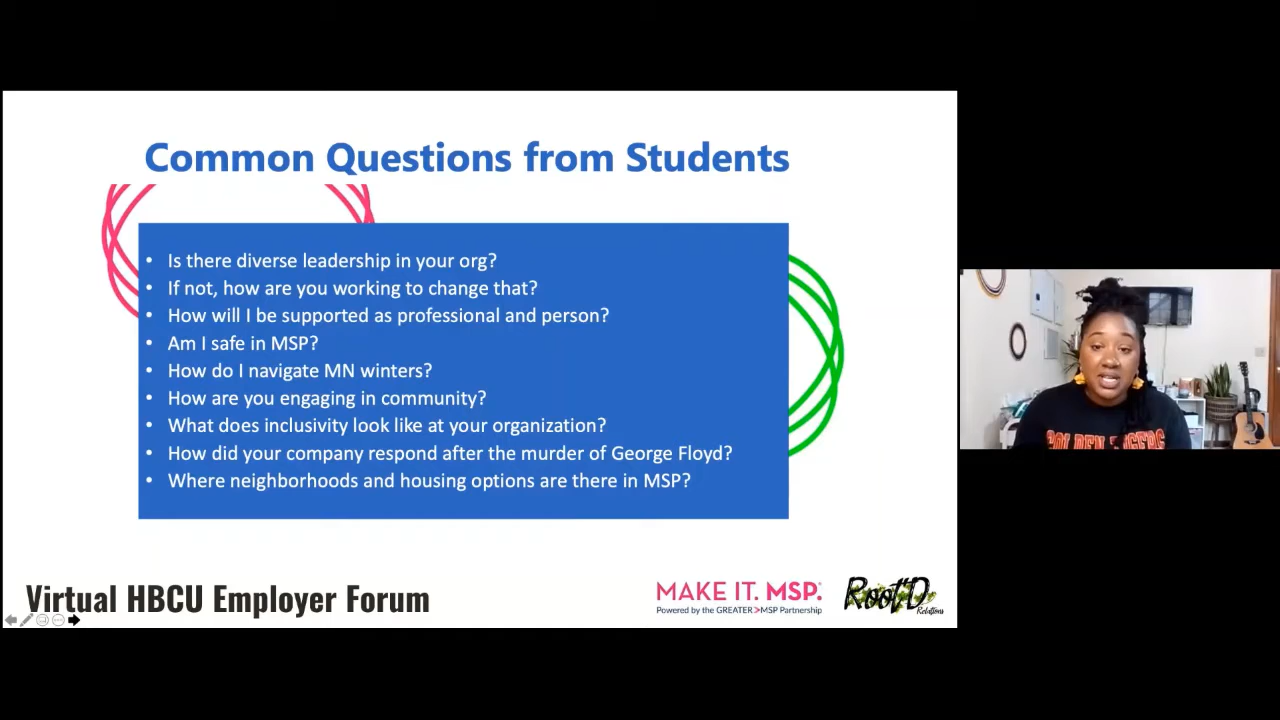 Common Questions from Students
• Is there diverse leadership in your org?
• If not, how are you working to change that?
• How will I be supported as professional and person?
• Am I safe in MSP?
• How do I navigate MN winters?
• How are you engaging in community?
• What does inclusivity look like at your organization?
• How did your company respond after the murder of George Floyd?
• Where neighborhoods and housing options are there in MSP?
Virtual HBCU Employer Forum
MAKE IT. MSP.
Powered by the GREATER>MSP Partnership
Root'D
Relations
GOLDEN TIGERS